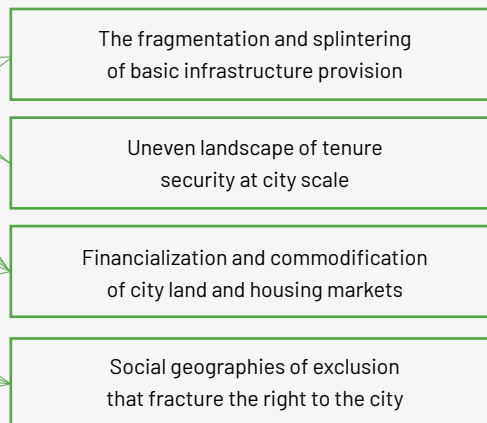 The fragmentation and splintering
of basic infrastructure provision
Uneven landscape of tenure
security at city scale
Financialization and commodification
of city land and housing markets
Social geographies of exclusion
that fracture the right to the city